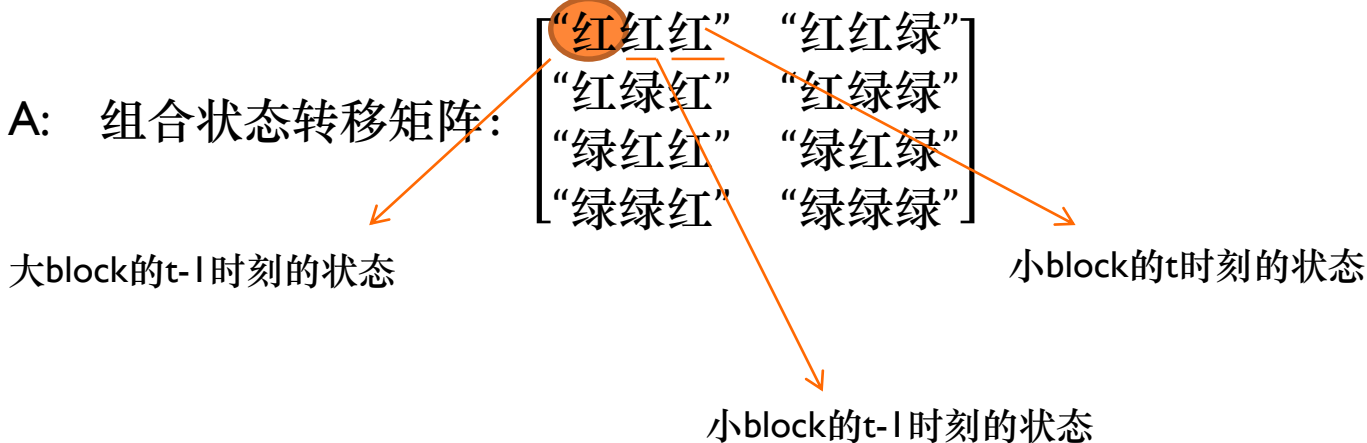 “红红红” “红红绿”
“红绿红” “红绿绿”
A: 组合状态转移矩阵:
“绿红红” “绿红绿”
“绿绿红” “绿绿绿”
大block的t-1时刻的状态
小block的t时刻的状态
小block的t-1时刻的状态